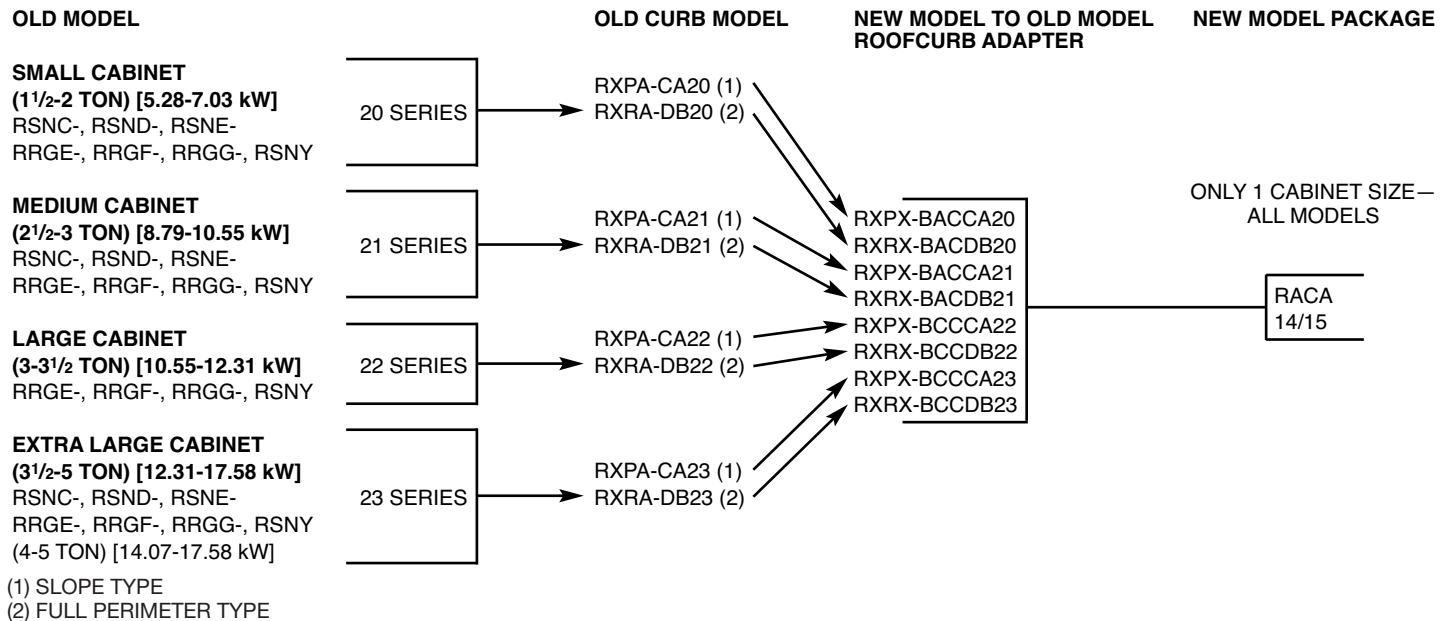 OLD MODEL
OLD CURB MODEL
NEW MODEL TO OLD MODEL
ROOFCURB ADAPTER
NEW MODEL PACKAGE
SMALL CABINET
(1 1/2-2 TON) [5.28-7.03 kW]
RSNC-, RSND-, RSNE-
RRGE-, RRGF-, RRGG-, RSNY
20 SERIES
RXPA-CA20 (1)
RXRA-DB20 (2)
MEDIUM CABINET
(2 1/2-3 TON) [8.79-10.55 kW]
RSNC-, RSND-, RSNE-
RRGE-, RRGF-, RRGG-, RSNY
21 SERIES
RXPA-CA21 (1)
RXRA-DB21 (2)
LARGE CABINET
(3-3 1/2 TON) [10.55-12.31 kW]
RRGE-, RRGF-, RRGG-, RSNY
22 SERIES
RXPA-CA22 (1)
RXRA-DB22 (2)
EXTRA LARGE CABINET
(3 1/2-5 TON) [12.31-17.58 kW]
RSNC-, RSND-, RSNE-
RRGE-, RRGF-, RRGG-, RSNY
(4-5 TON) [14.07-17.58 kW]
23 SERIES
RXPA-CA23 (1)
RXRA-DB23 (2)
RXPX-BACCA20
RXRX-BACDB20
RXPX-BACCA21
RXRX-BACDB21
RXPX-BCCCA22
RXRX-BCCDB22
RXPX-BCCCA23
RXRX-BCCDB23
ONLY 1 CABINET SIZE—
ALL MODELS
RACA
14/15
(1) SLOPE TYPE
(2) FULL PERIMETER TYPE